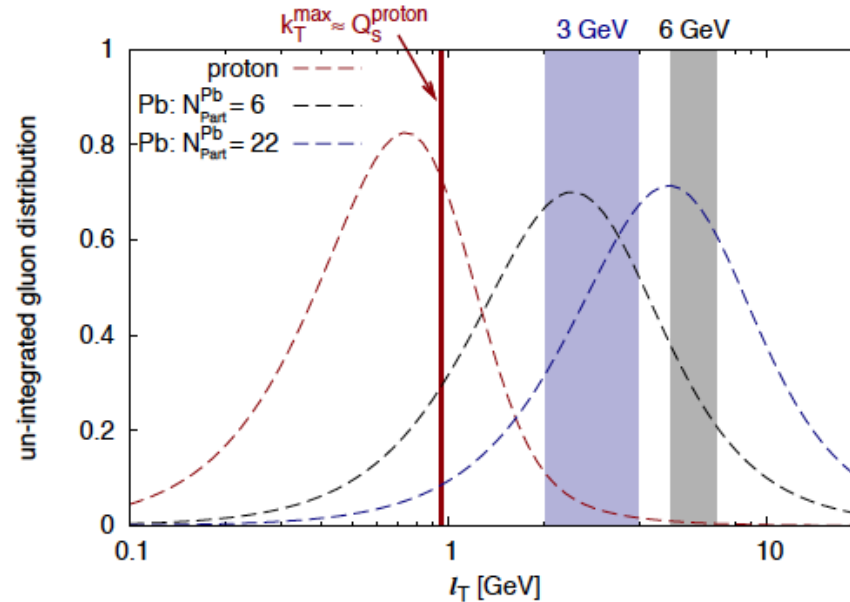 k_T^max ≈ Q_s^proton
3 GeV
6 GeV
proton
Pb: N_Part^Pb = 6
Pb: N_Part^Pb = 22
un-integrated gluon distribution
1
0.8
0.6
0.4
0.2
0
0.1
1
10
l_T [GeV]